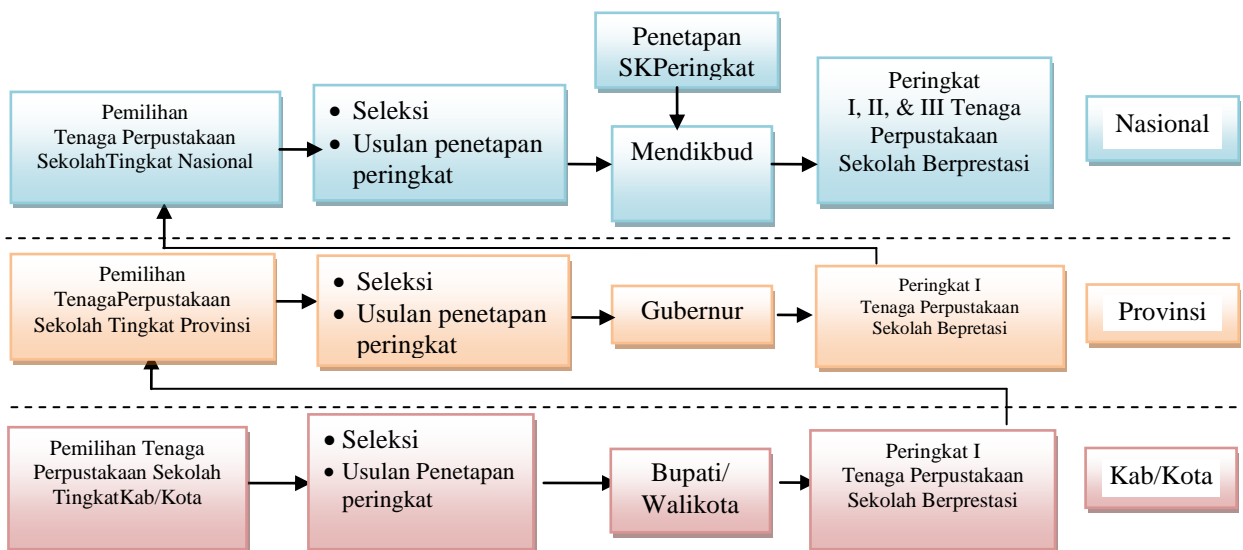 Pemilihan
Tenaga Perpustakaan
SekolahTingkat Nasional
• Seleksi
• Usulan penetapan
peringkat
Penetapan
SKPeringkat
Mendikbud
Peringkat
I, II, & III Tenaga
Perpustakaan
Sekolah Berprestasi
Nasional
Pemilihan
TenagaPerpustakaan
Sekolah Tingkat Provinsi
• Seleksi
• Usulan penetapan
peringkat
Gubernur
Peringkat I
Tenaga Perpustakaan
Sekolah Bepretasi
Provinsi
Pemilihan Tenaga
Perpustakaan Sekolah
TingkatKab/Kota
• Seleksi
• Usulan Penetapan
peringkat
Bupati/
Walikota
Peringkat I
Tenaga Perpustakaan
Sekolah Berprestasi
Kab/Kota